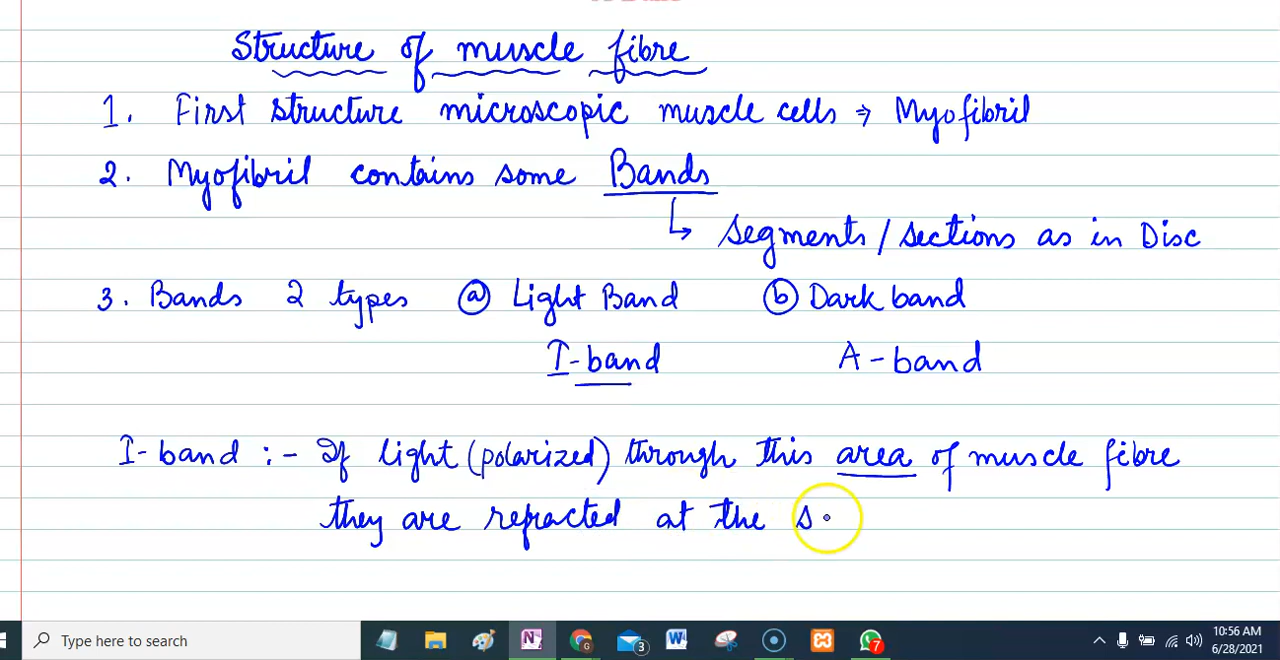 Structure of muscle fibre
1. First structure microscopic muscle cells ⇒ Myofibril
2. Myofibril contains some Bands
↳ segments/sections as in Disc
3. Bands 2 types ⓐ Light Band ⓑ Dark band
I-band A-band
I-band :- If light (polarized) through this area of muscle fibre
they are refracted at the s
Type here to search
3
7
10:56 AM
6/28/2021